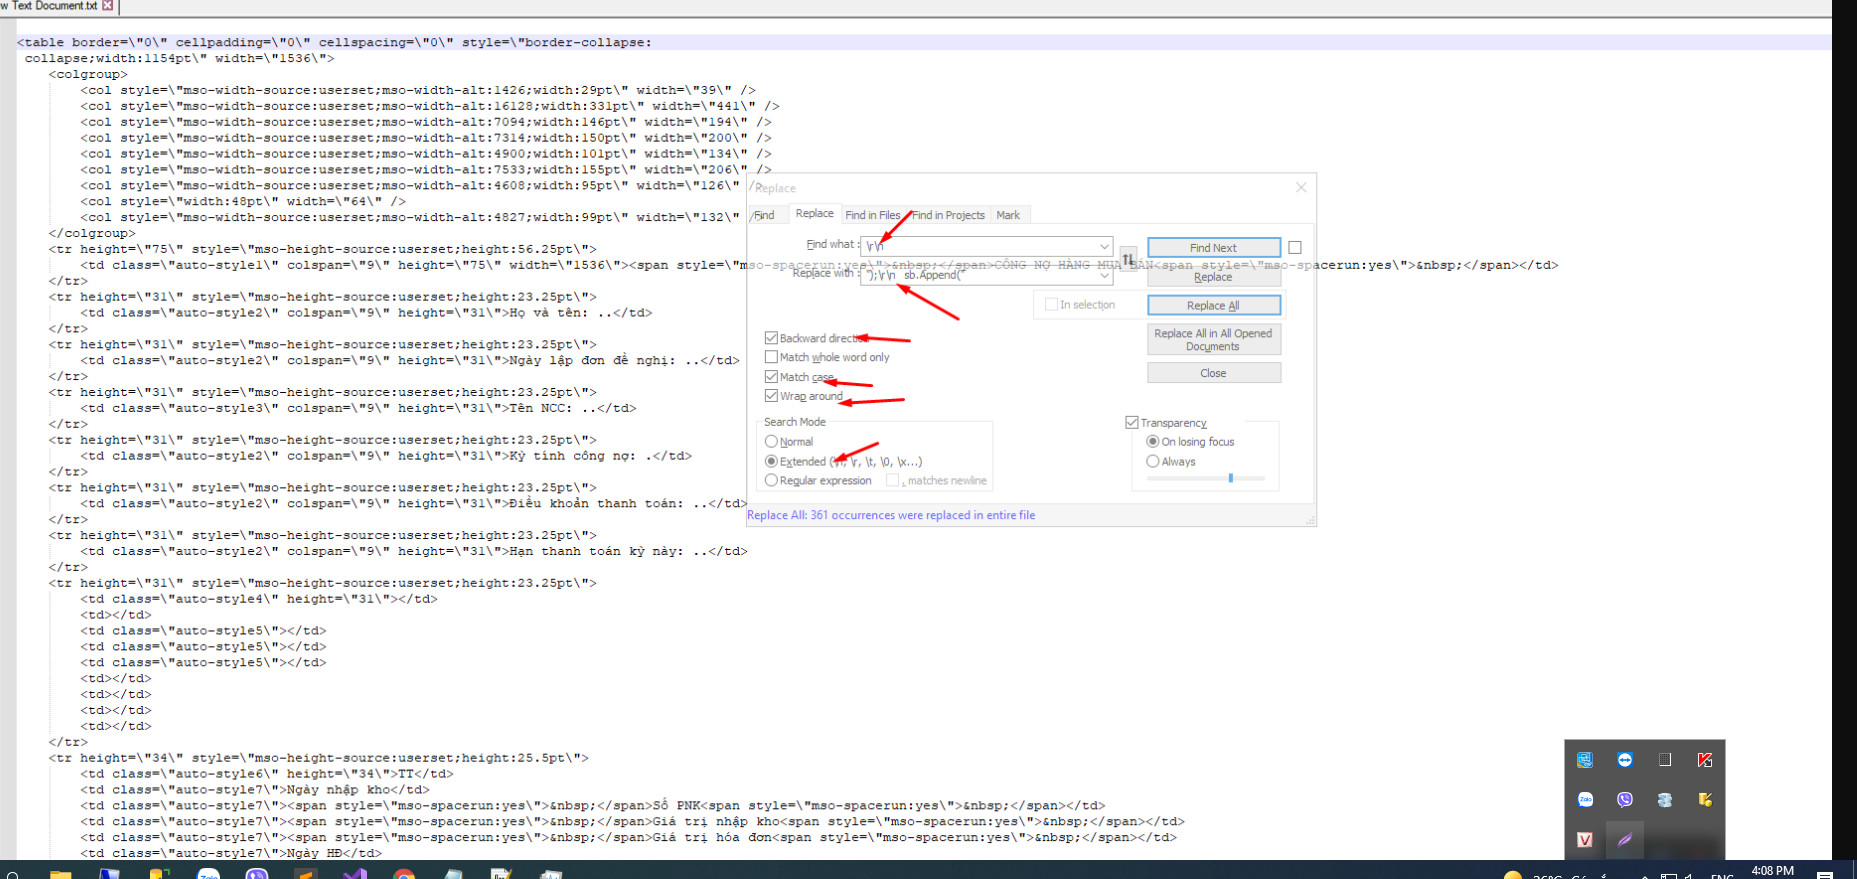 w Text Document.txt
<table border=\"0\" cellpadding=\"0\" cellspacing=\"0\" style=\"border-collapse:
collapse;width:1154pt\" width=\"1536\">
<colgroup>
<col style=\"mso-width-source:userset;mso-width-alt:1426;width:29pt\" width=\"39\" />
<col style=\"mso-width-source:userset;mso-width-alt:16128;width:331pt\" width=\"441\" />
<col style=\"mso-width-source:userset;mso-width-alt:7094;width:146pt\" width=\"194\" />
<col style=\"mso-width-source:userset;mso-width-alt:7314;width:150pt\" width=\"200\" />
<col style=\"mso-width-source:userset;mso-width-alt:4900;width:101pt\" width=\"134\" />
<col style=\"mso-width-source:userset;mso-width-alt:7533;width:155pt\" width=\"206\" />
<col style=\"mso-width-source:userset;mso-width-alt:4608;width:95pt\" width=\"126\" />
<col style=\"width:48pt\" width=\"64\" />
<col style=\"mso-width-source:userset;mso-width-alt:4827;width:99pt\" width=\"132\" />
</colgroup>
<tr height=\"75\" style=\"mso-height-source:userset;height:56.25pt\">
<td class=\"auto-style1\" colspan=\"9\" height=\"75\" width=\"1536\"><span style=\"mso-spacerun:yes\">&nbsp;</span>CÔNG NỢ HÀNG MUA BÁN<span style=\"mso-spacerun:yes\">&nbsp;</span></td>
</tr>
<tr height=\"31\" style=\"mso-height-source:userset;height:23.25pt\">
<td class=\"auto-style2\" colspan=\"9\" height=\"31\">Họ và tên: ..</td>
</tr>
<tr height=\"31\" style=\"mso-height-source:userset;height:23.25pt\">
<td class=\"auto-style2\" colspan=\"9\" height=\"31\">Ngày lập đơn đề nghị: ..</td>
</tr>
<tr height=\"31\" style=\"mso-height-source:userset;height:23.25pt\">
<td class=\"auto-style3\" colspan=\"9\" height=\"31\">Tên NCC: ..</td>
</tr>
<tr height=\"31\" style=\"mso-height-source:userset;height:23.25pt\">
<td class=\"auto-style2\" colspan=\"9\" height=\"31\">Kỳ tính công nợ: .</td>
</tr>
<tr height=\"31\" style=\"mso-height-source:userset;height:23.25pt\">
<td class=\"auto-style2\" colspan=\"9\" height=\"31\">Điều khoản thanh toán: ..</td>
</tr>
<tr height=\"31\" style=\"mso-height-source:userset;height:23.25pt\">
<td class=\"auto-style2\" colspan=\"9\" height=\"31\">Hạn thanh toán kỳ này: ..</td>
</tr>
<tr height=\"31\" style=\"mso-height-source:userset;height:23.25pt\">
<td class=\"auto-style4\" height=\"31\"></td>
<td></td>
<td class=\"auto-style5\"></td>
<td class=\"auto-style5\"></td>
<td class=\"auto-style5\"></td>
<td></td>
<td></td>
<td></td>
<td></td>
</tr>
<tr height=\"34\" style=\"mso-height-source:userset;height:25.5pt\">
<td class=\"auto-style6\" height=\"34\">TT</td>
<td class=\"auto-style7\">Ngày nhập kho</td>
<td class=\"auto-style7\"><span style=\"mso-spacerun:yes\">&nbsp;</span>Số PNK<span style=\"mso-spacerun:yes\">&nbsp;</span></td>
<td class=\"auto-style7\"><span style=\"mso-spacerun:yes\">&nbsp;</span>Giá trị nhập kho<span style=\"mso-spacerun:yes\">&nbsp;</span></td>
<td class=\"auto-style7\"><span style=\"mso-spacerun:yes\">&nbsp;</span>Giá trị hóa đơn<span style=\"mso-spacerun:yes\">&nbsp;</span></td>
<td class=\"auto-style7\">Ngày HĐ</td>
Replace
Find Replace Find in Files Find in Projects Mark
Find what : \r\n Find Next
Replace with : ");\r\n sb.Append(" Replace
In selection Replace All
Replace All in All Opened
Documents
Close
Backward direction
Match whole word only
Match case
Wrap around
Search Mode
Normal
Extended (\n, \r, \t, \0, \x...)
Regular expression . matches newline
Transparency
On losing focus
Always
Replace All: 361 occurrences were replaced in entire file
Zalo
Zalo
ENG
4:08 PM